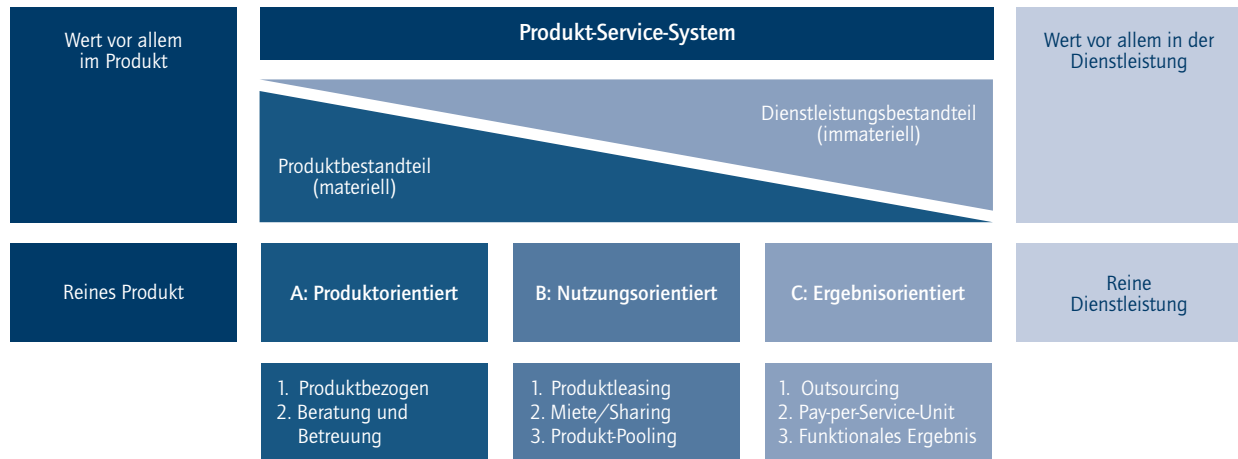 Wert vor allem
im Produkt
Produkt-Service-System
Wert vor allem in der
Dienstleistung
Dienstleistungsbestandteil
(immateriell)
Produktbestandteil
(materiell)
Reines Produkt
A: Produktorientiert
B: Nutzungsorientiert
C: Ergebnisorientiert
Reine
Dienstleistung
1. Produktbezogen
2. Beratung und
Betreuung
1. Produktleasing
2. Miete/Sharing
3. Produkt-Pooling
1. Outsourcing
2. Pay-per-Service-Unit
3. Funktionales Ergebnis